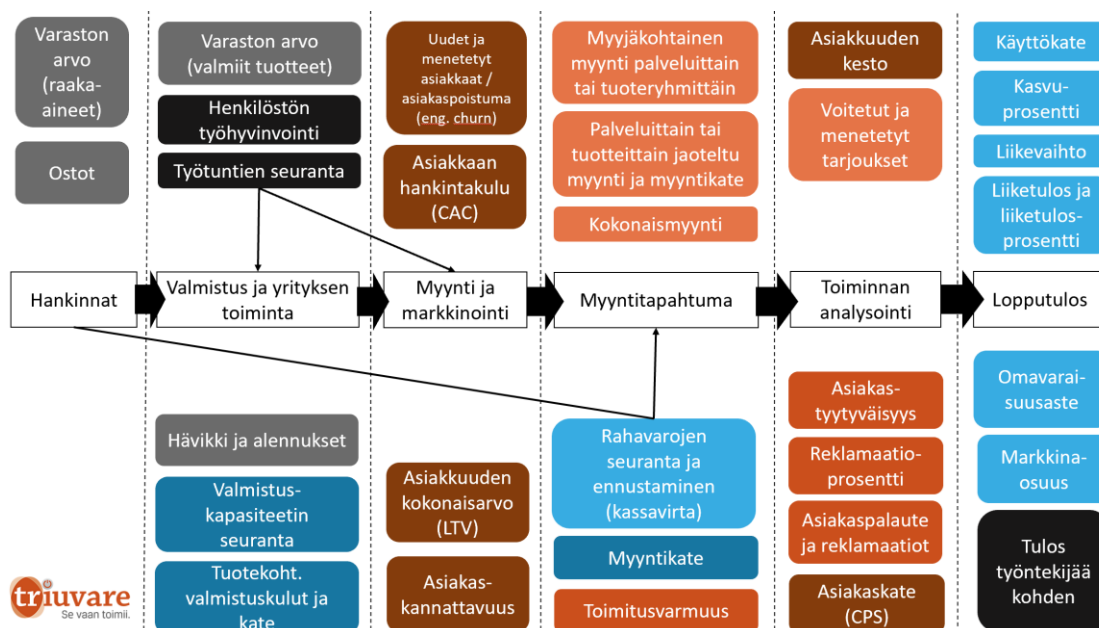 Varaston
arvo
(raaka-
aineet)
Ostot
Varaston arvo
(valmiit tuotteet)
Henkilöstön
työhyvinvointi
Työtuntien seuranta
Uudet ja
menetetyt
asiakkaat /
asiakaspoistuma
(eng. churn)
Asiakkaan
hankintakulu
(CAC)
Myyjäkohtainen
myynti palveluittain
tai tuoteryhmittäin
Palveluittain tai
tuotteittain jaoteltu
myynti ja myyntikate
Kokonaismyynti
Asiakkuuden
kesto
Voitetut ja
menetetyt
tarjoukset
Käyttökate
Kasvu-
prosentti
Liikevaihto
Liiketulos ja
liiketulos-
prosentti
Hankinnat
Valmistus ja yrityksen
toiminta
Myynti ja
markkinointi
Myyntitapahtuma
Toiminnan
analysointi
Lopputulos
Hävikki ja alennukset
Valmistus-
kapasiteetin
seuranta
Tuotekoht.
valmistuskulut ja
kate
Asiakkuuden
kokonaisarvo
(LTV)
Asiakas-
kannattavuus
Rahavarojen
seuranta ja
ennustaminen
(kassavirta)
Myyntikate
Toimitusvarmuus
Asiakas-
tyytyväisyys
Reklamaatio-
prosentti
Asiakaspalaute
ja reklamaatiot
Asiakaskate
(CPS)
Omavarai-
suusaste
Markkina-
osuus
Tulos
työntekijää
kohden
triuvare
Se vaan toimii.